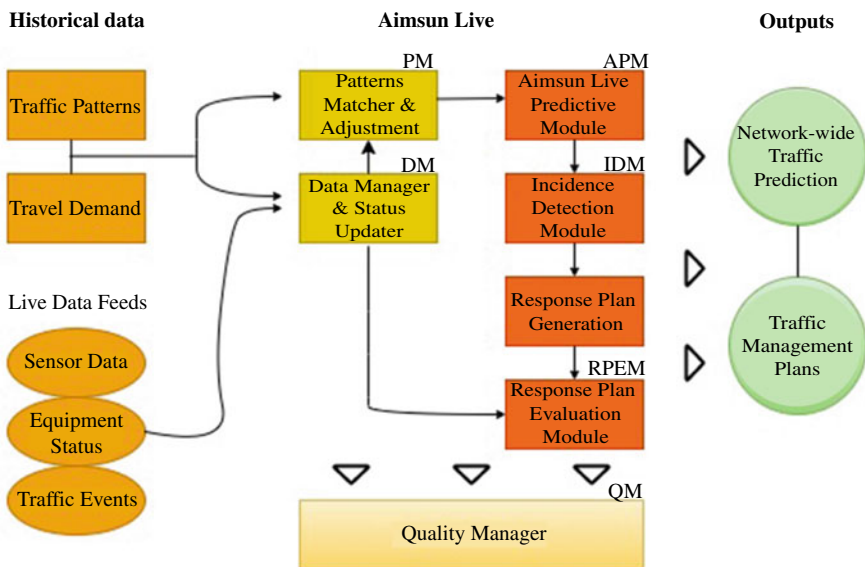 Historical data
Aimsun Live
Outputs
PM
APM
Traffic Patterns
Patterns
Matcher &
Adjustment
Aimsun Live
Predictive
Module
Network-wide
Traffic
Prediction
DM
IDM
Travel Demand
Data Manager
& Status
Updater
Incidence
Detection
Module
Live Data Feeds
Response Plan
Generation
Sensor Data
Traffic
Management
Plans
RPEM
Equipment
Status
Response Plan
Evaluation
Module
Traffic Events
QM
Quality Manager